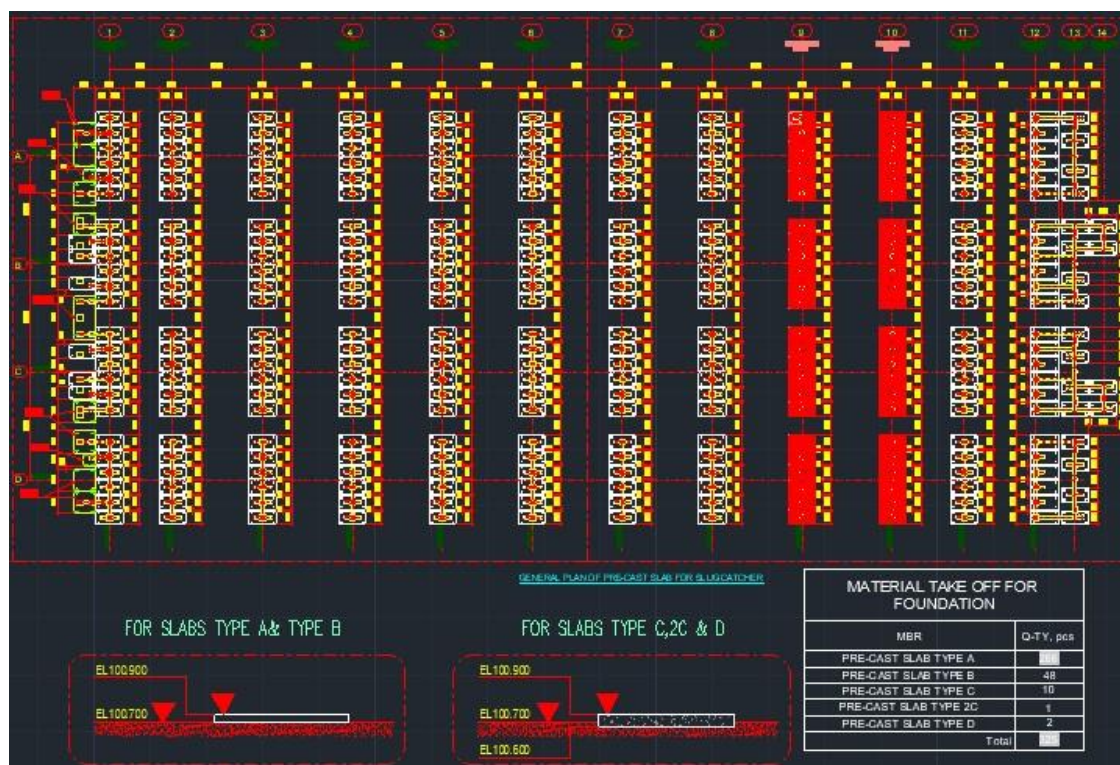 1 2 3 4 5 6 7 8 9 10 11 12 13 14
A
B
C
D
GENERAL PLAN OF PRE-CAST SLAB FOR SLUGCATCHER
FOR SLABS TYPE A& TYPE B
EL100.900
EL100.700
FOR SLABS TYPE C,2C & D
EL100.900
EL100.700
EL100.600
MATERIAL TAKE OFF FOR
FOUNDATION
MBR Q-TY, pcs
PRE-CAST SLAB TYPE A
PRE-CAST SLAB TYPE B 48
PRE-CAST SLAB TYPE C 10
PRE-CAST SLAB TYPE 2C 1
PRE-CAST SLAB TYPE D 2
Total